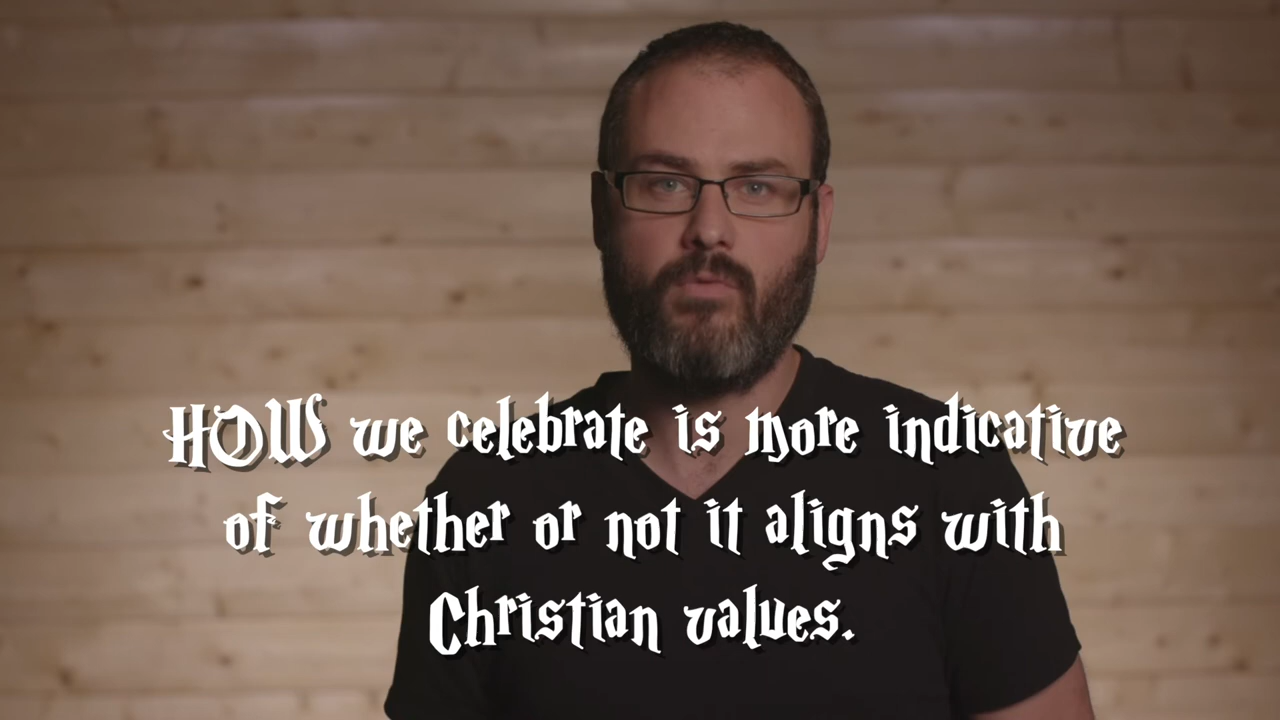 HOW we celebrate is more indicative
of whether or not it aligns with
Christian values.